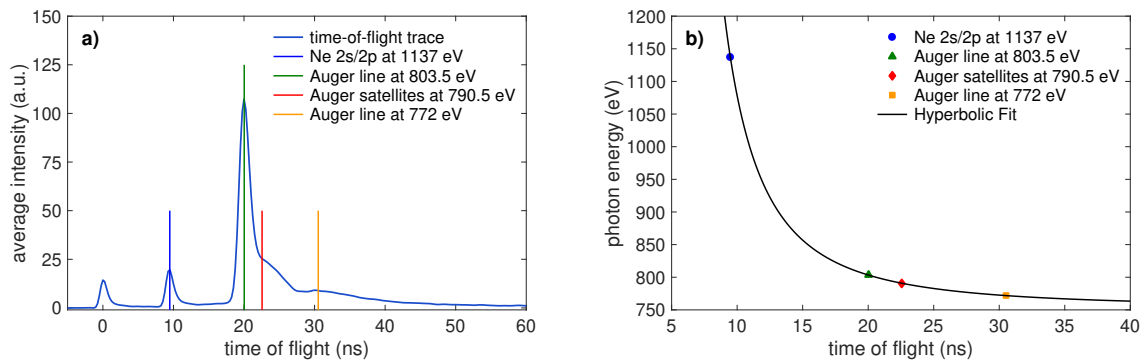 a)
150
125
100
75
50
25
0
average intensity (a.u.)
0
10
20
30
40
50
60
time of flight (ns)
time-of-flight trace
Ne 2s/2p at 1137 eV
Auger line at 803.5 eV
Auger satellites at 790.5 eV
Auger line at 772 eV
b)
1200
1150
1100
1050
1000
950
900
850
800
750
photon energy (eV)
5
10
15
20
25
30
35
40
time of flight (ns)
Ne 2s/2p at 1137 eV
Auger line at 803.5 eV
Auger satellites at 790.5 eV
Auger line at 772 eV
Hyperbolic Fit